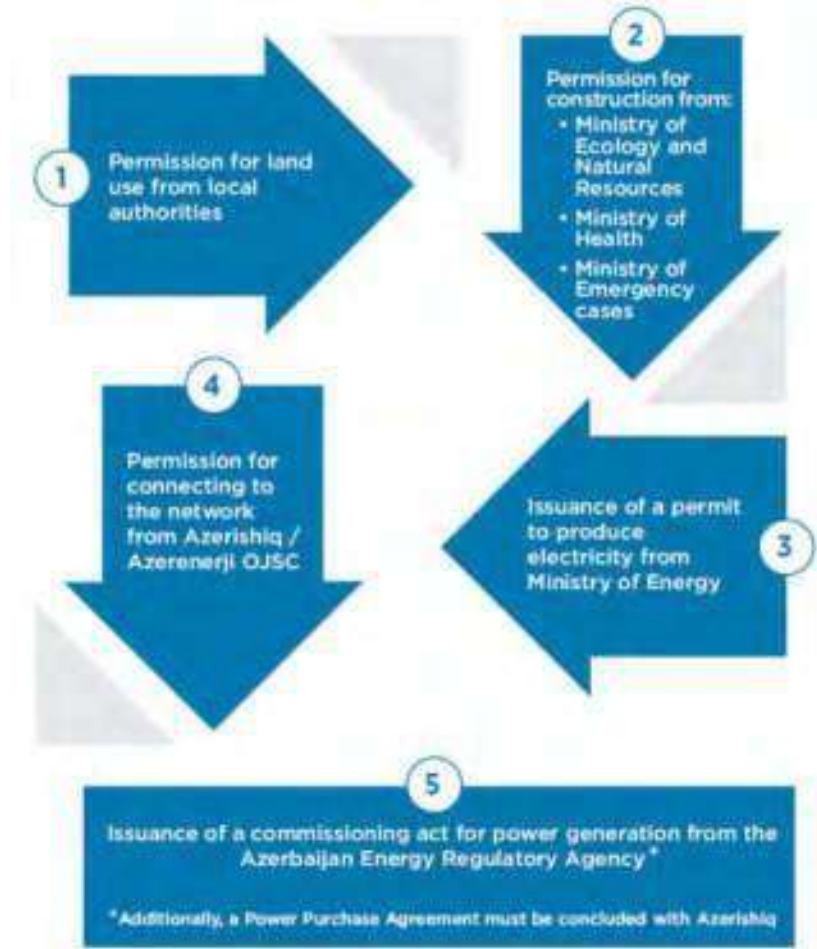 1
Permission for land
use from local
authorities
2
Permission for
construction from:
• Ministry of
Ecology and
Natural
Resources
• Ministry of
Health
• Ministry of
Emergency
cases
3
Issuance of a permit
to produce
electricity from
Ministry of Energy
4
Permission for
connecting to
the network
from Azerishiq /
Azerenerji OJSC
5
Issuance of a commissioning act for power generation from the
Azerbaijan Energy Regulatory Agency*
*Additionally, a Power Purchase Agreement must be concluded with Azerishiq